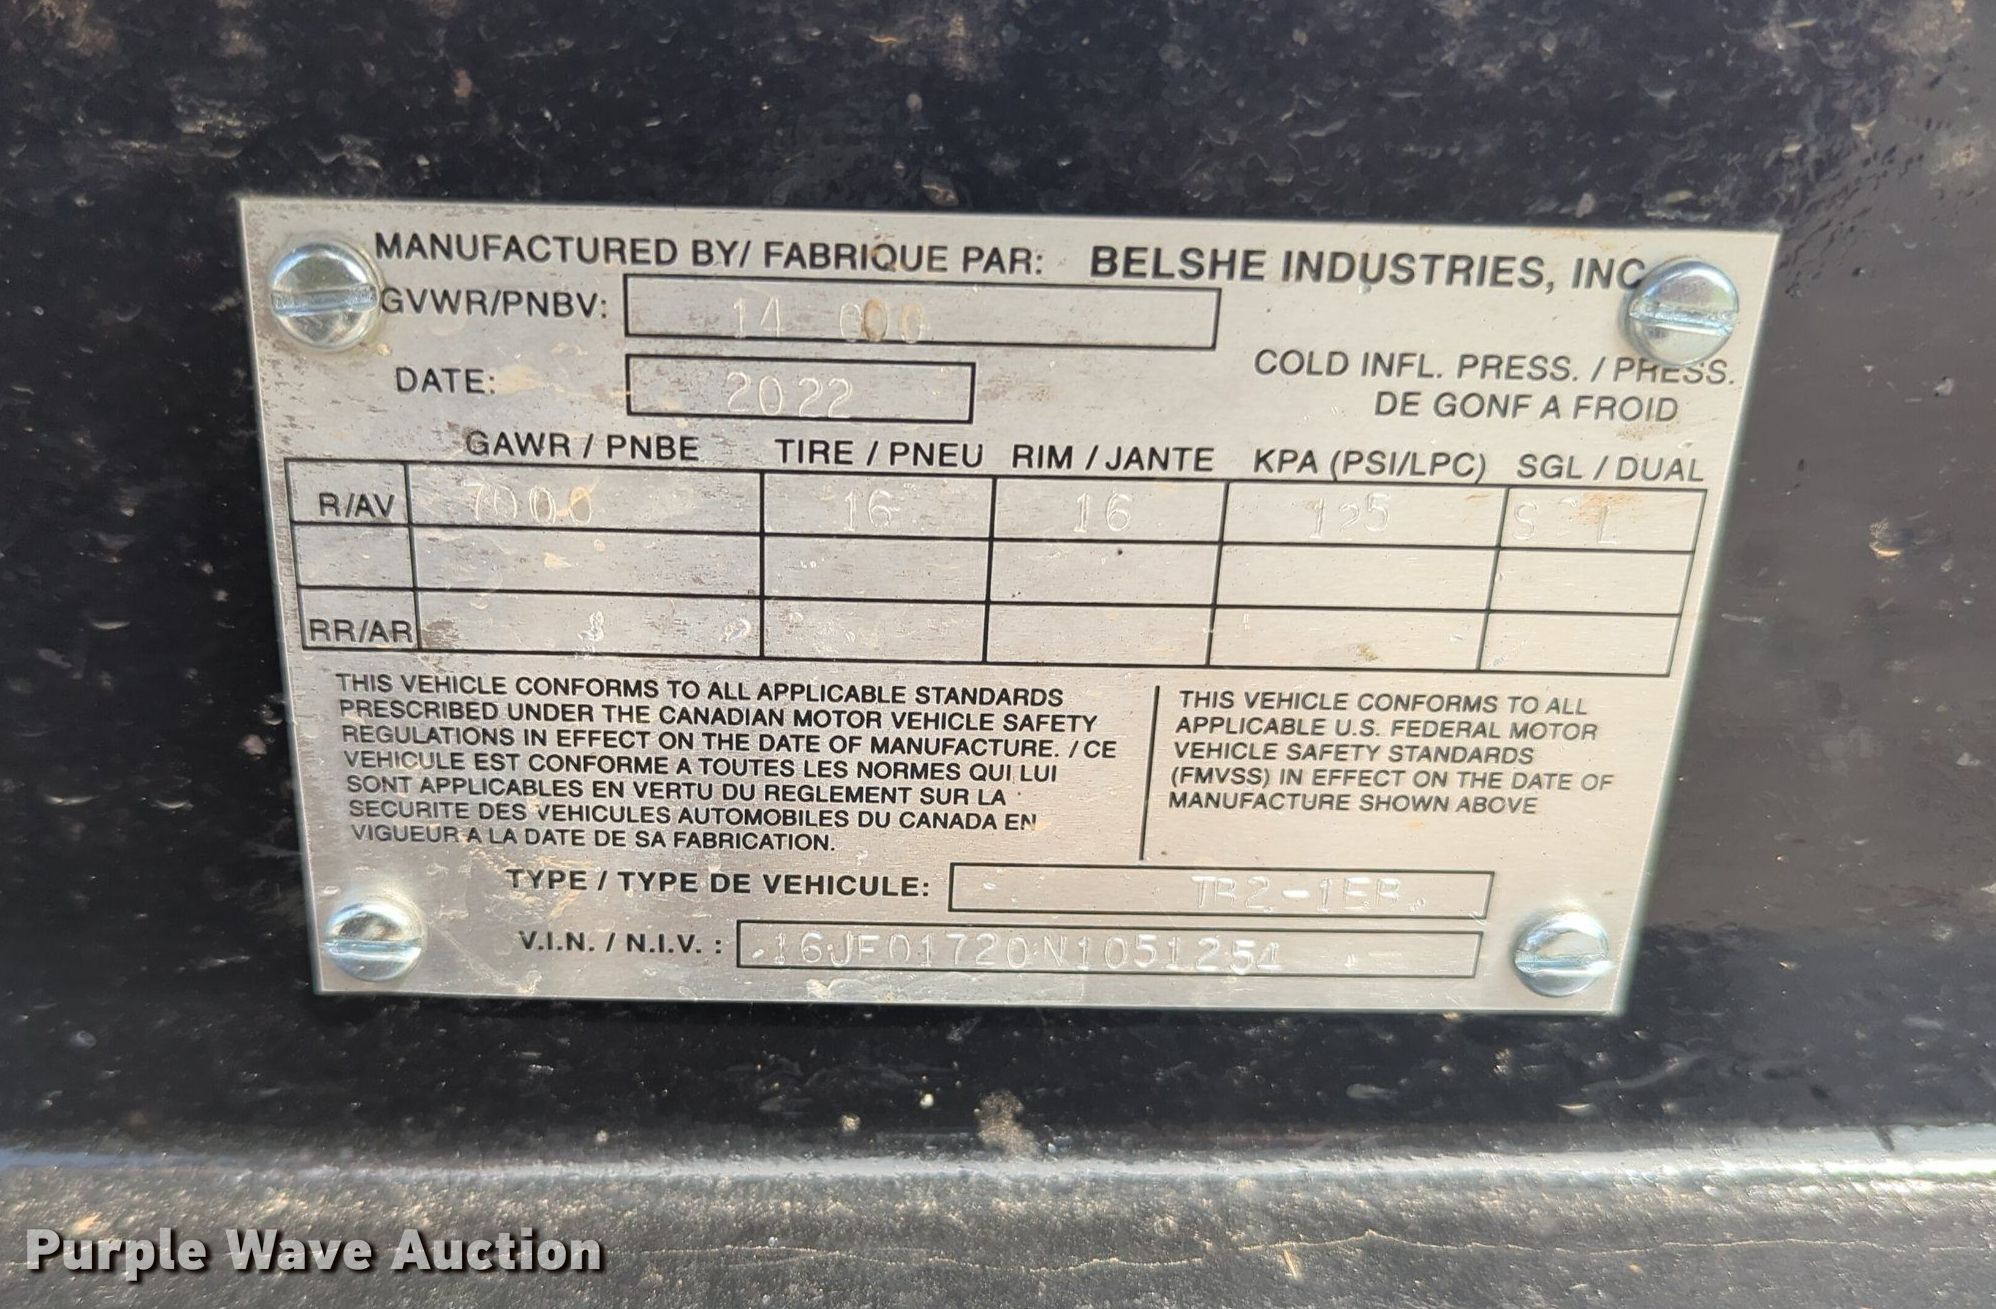 MANUFACTURED BY/ FABRIQUE PAR: BELSHE INDUSTRIES, INC
GVWR/PNBV: 14 000
DATE: 2022
COLD INFL. PRESS. / PRESS.
DE GONF A FROID
GAWR / PNBE TIRE / PNEU RIM / JANTE KPA (PSI/LPC) SGL / DUAL
R/AV 7000 16 16 125
RR/AR
THIS VEHICLE CONFORMS TO ALL APPLICABLE STANDARDS
PRESCRIBED UNDER THE CANADIAN MOTOR VEHICLE SAFETY
REGULATIONS IN EFFECT ON THE DATE OF MANUFACTURE. / CE
VEHICULE EST CONFORME A TOUTES LES NORMES QUI LUI
SONT APPLICABLES EN VERTU DU REGLEMENT SUR LA
SECURITE DES VEHICULES AUTOMOBILES DU CANADA EN
VIGUEUR A LA DATE DE SA FABRICATION.
THIS VEHICLE CONFORMS TO ALL
APPLICABLE U.S. FEDERAL MOTOR
VEHICLE SAFETY STANDARDS
(FMVSS) IN EFFECT ON THE DATE OF
MANUFACTURE SHOWN ABOVE
TYPE / TYPE DE VEHICULE:
V.I.N. / N.I.V. : 16JF01720N1051254
Purple Wave Auction